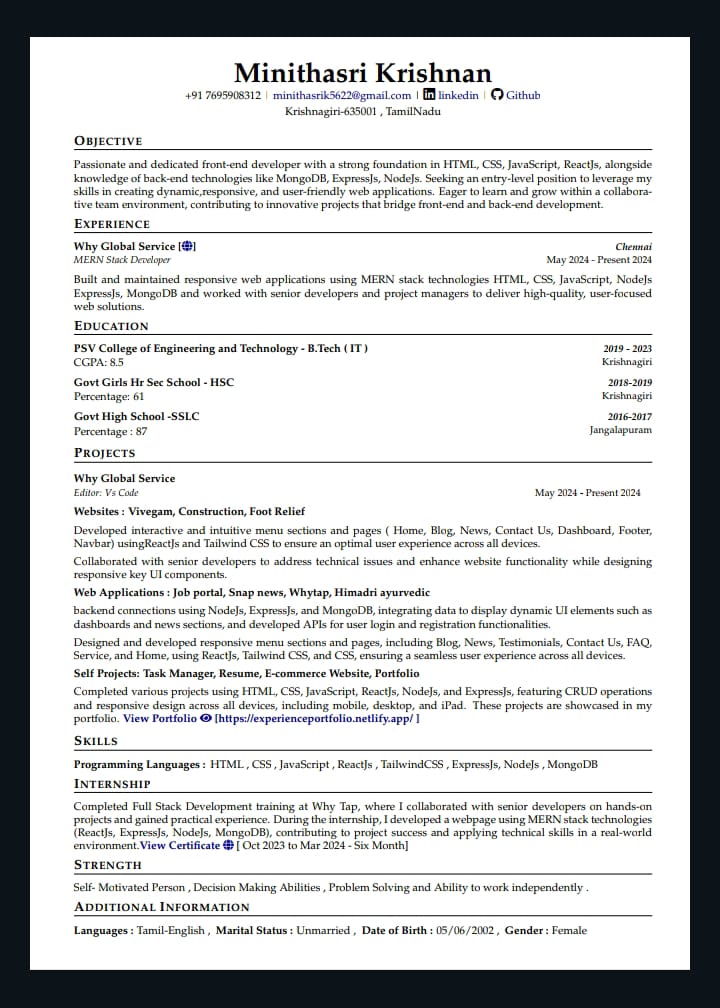 Minithasri Krishnan
+91 7695908312 | minithasrik5622@gmail.com | in linkedin | Github
Krishnagiri-635001 , TamilNadu
OBJECTIVE
Passionate and dedicated front-end developer with a strong foundation in HTML, CSS, JavaScript, ReactJs, alongside
knowledge of back-end technologies like MongoDB, ExpressJs, NodeJs. Seeking an entry-level position to leverage my
skills in creating dynamic,responsive, and user-friendly web applications. Eager to learn and grow within a collabora-
tive team environment, contributing to innovative projects that bridge front-end and back-end development.
EXPERIENCE
Why Global Service [ ] Chennai
MERN Stack Developer May 2024 - Present 2024
Built and maintained responsive web applications using MERN stack technologies HTML, CSS, JavaScript, NodeJs
ExpressJs, MongoDB and worked with senior developers and project managers to deliver high-quality, user-focused
web solutions.
EDUCATION
PSV College of Engineering and Technology - B.Tech ( IT ) 2019 - 2023
CGPA: 8.5 Krishnagiri
Govt Girls Hr Sec School - HSC 2018-2019
Percentage: 61 Krishnagiri
Govt High School -SSLC 2016-2017
Percentage : 87 Jangalapuram
PROJECTS
Why Global Service
Editor: Vs Code May 2024 - Present 2024
Websites : Vivegam, Construction, Foot Relief
Developed interactive and intuitive menu sections and pages ( Home, Blog, News, Contact Us, Dashboard, Footer,
Navbar) usingReactJs and Tailwind CSS to ensure an optimal user experience across all devices.
Collaborated with senior developers to address technical issues and enhance website functionality while designing
responsive key UI components.
Web Applications : Job portal, Snap news, Whytap, Himadri ayurvedic
backend connections using NodeJs, ExpressJs, and MongoDB, integrating data to display dynamic UI elements such as
dashboards and news sections, and developed APIs for user login and registration functionalities.
Designed and developed responsive menu sections and pages, including Blog, News, Testimonials, Contact Us, FAQ,
Service, and Home, using ReactJs, Tailwind CSS, and CSS, ensuring a seamless user experience across all devices.
Self Projects: Task Manager, Resume, E-commerce Website, Portfolio
Completed various projects using HTML, CSS, JavaScript, ReactJs, NodeJs, and ExpressJs, featuring CRUD operations
and responsive design across all devices, including mobile, desktop, and iPad. These projects are showcased in my
portfolio. View Portfolio [https://experienceportfolio.netlify.app/ ]
SKILLS
Programming Languages : HTML , CSS , JavaScript , ReactJs , TailwindCSS , ExpressJs, NodeJs , MongoDB
INTERNSHIP
Completed Full Stack Development training at Why Tap, where I collaborated with senior developers on hands-on
projects and gained practical experience. During the internship, I developed a webpage using MERN stack technologies
(ReactJs, ExpressJs, NodeJs, MongoDB), contributing to project success and applying technical skills in a real-world
environment.View Certificate [ Oct 2023 to Mar 2024 - Six Month]
STRENGTH
Self- Motivated Person , Decision Making Abilities , Problem Solving and Ability to work independently .
ADDITIONAL INFORMATION
Languages : Tamil-English , Marital Status : Unmarried , Date of Birth : 05/06/2002 , Gender : Female